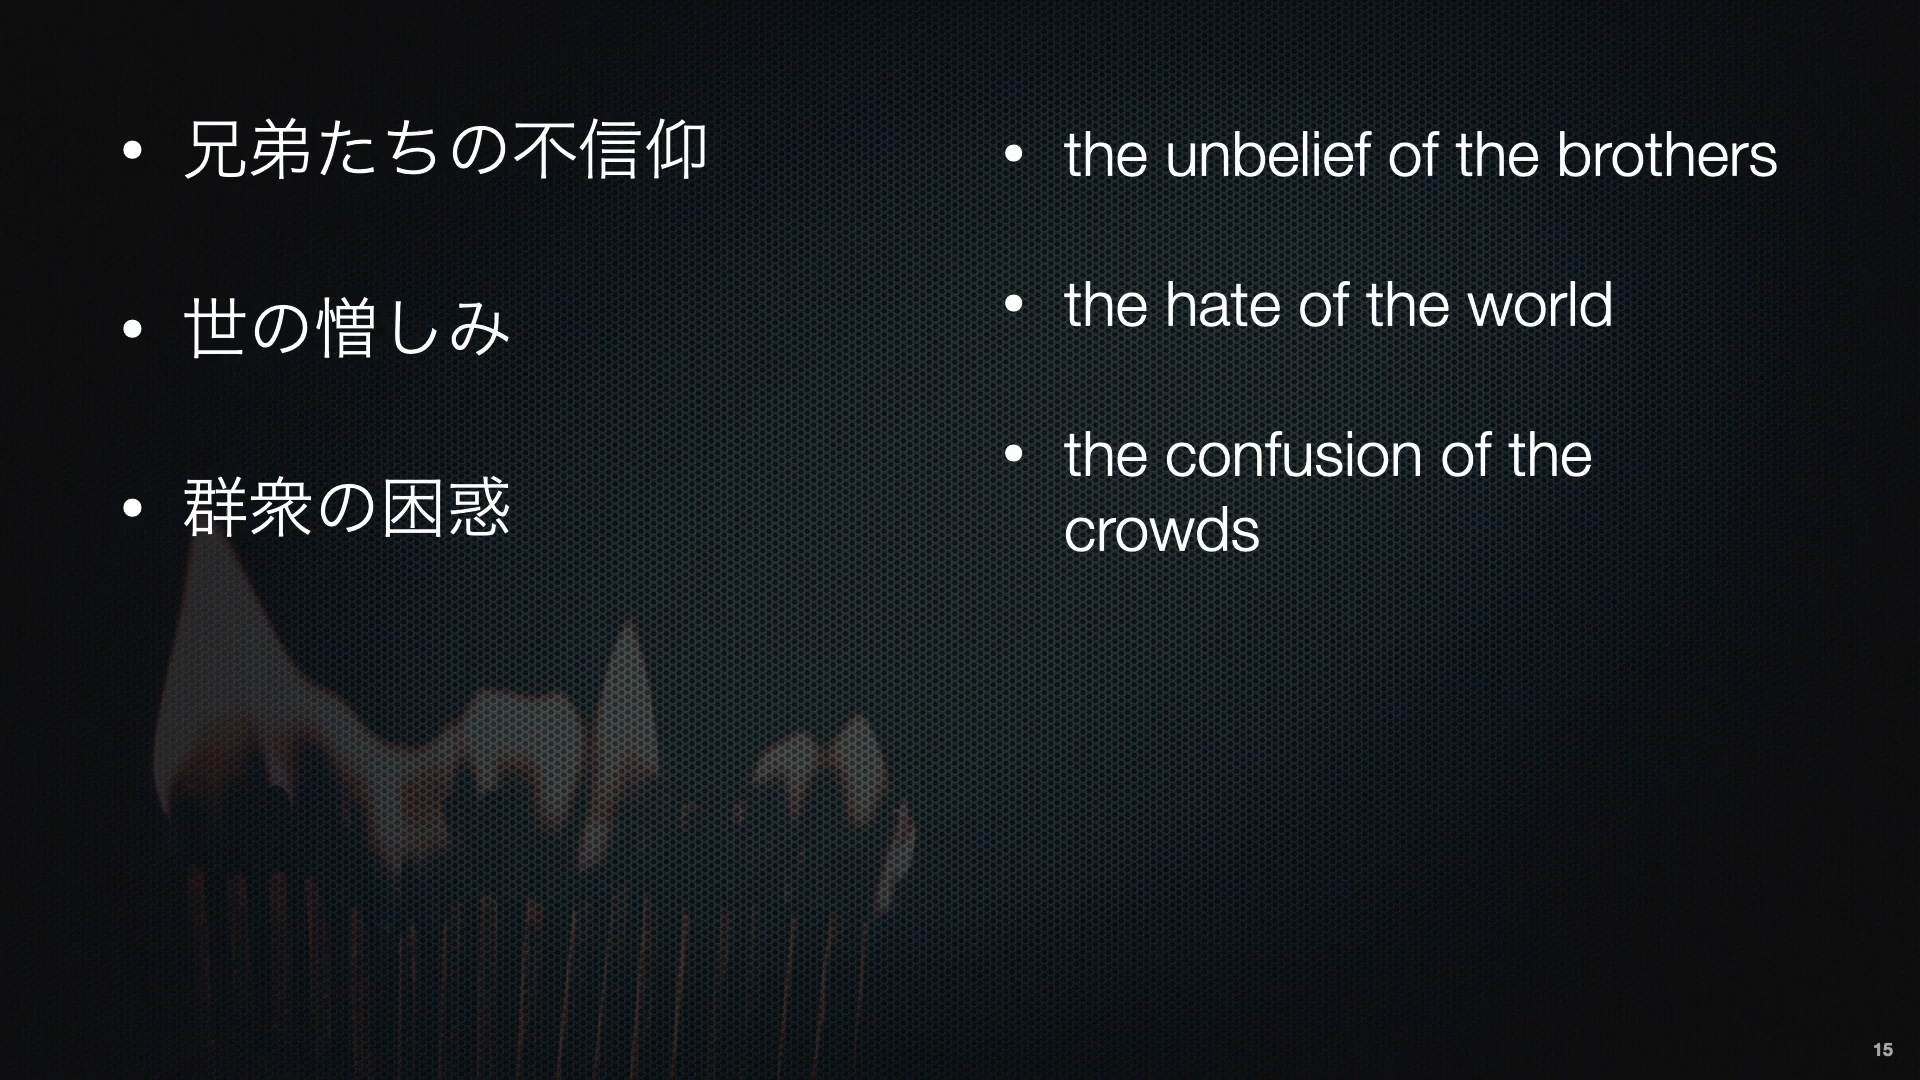 • 兄弟たちの不信仰
• 世の憎しみ
• 群衆の困惑
• the unbelief of the brothers
• the hate of the world
• the confusion of the
crowds
15